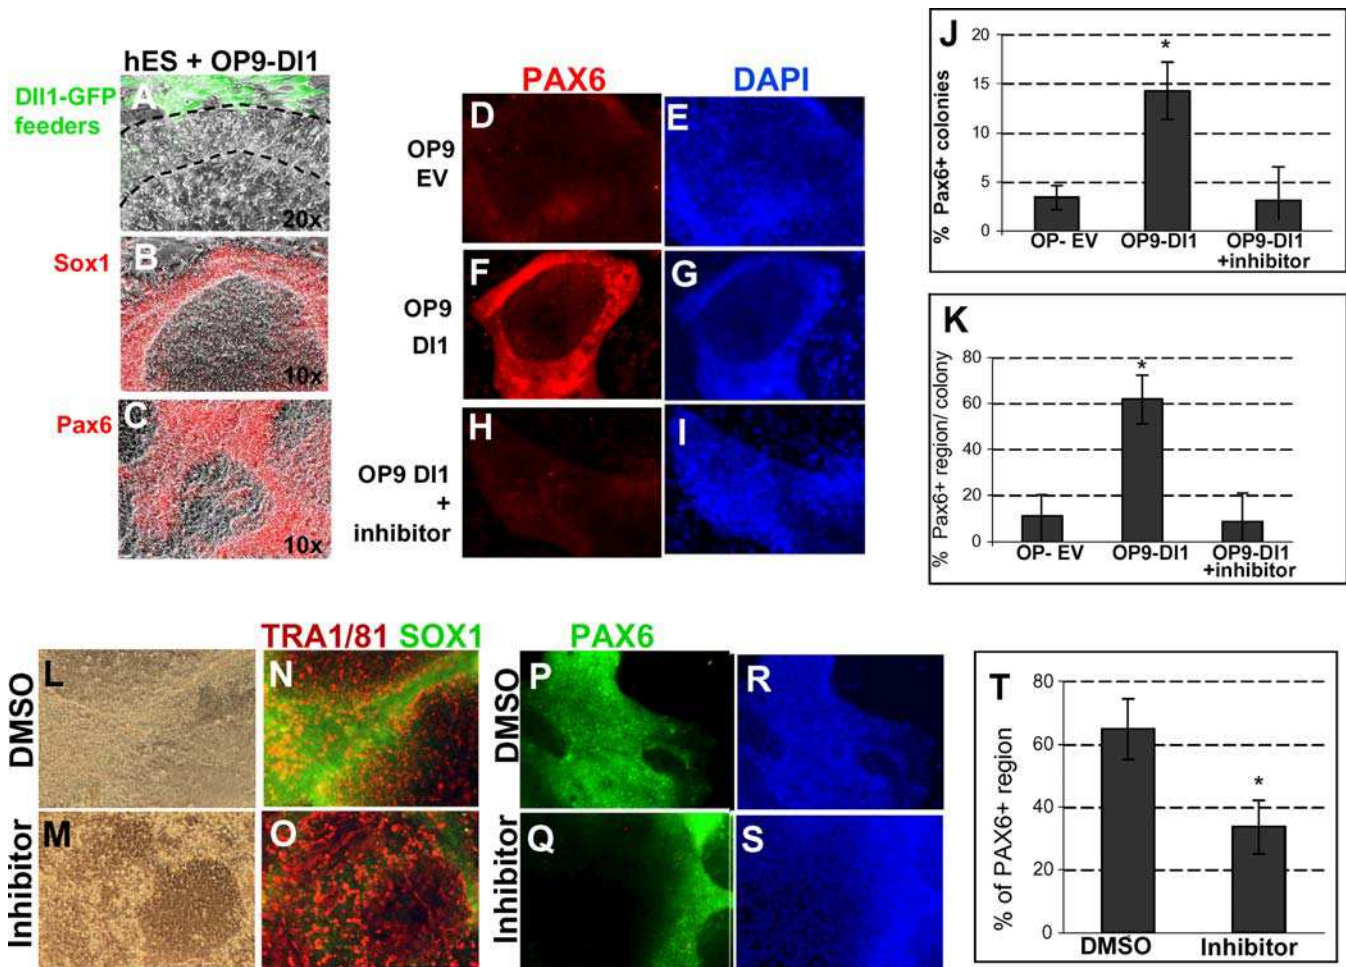 hES + OP9-Dl1
Dll1-GFP
feeders
A
20x
Sox1
B
10x
Pax6
C
10x
PAX6
DAPI
OP9
EV
D
E
OP9
Dl1
F
G
OP9 Dl1
+
inhibitor
H
I
J
% Pax6+ colonies
20
15
10
5
0
*
OP- EV
OP9-Dl1
OP9-Dl1
+inhibitor
K
% Pax6+ region/ colony
80
60
40
20
0
*
OP- EV
OP9-Dl1
OP9-Dl1
+inhibitor
TRA1/81 SOX1
PAX6
DMSO
L
N
DMSO
P
R
Inhibitor
M
O
Inhibitor
Q
S
T
% of PAX6+ region
80
60
40
20
0
*
DMSO
Inhibitor